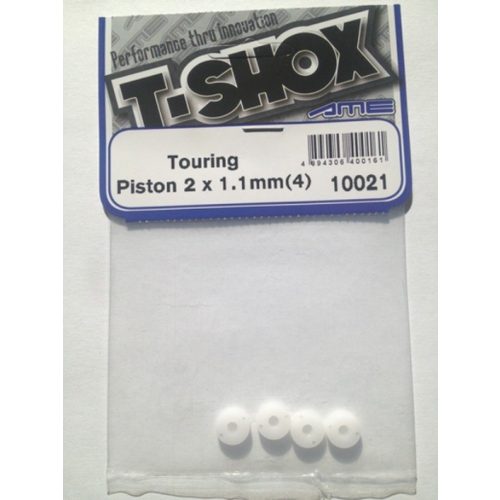 Performance thru Innovation
T·SHOX
AME
4 994306 400161
Touring
Piston 2 x 1.1mm(4) 10021